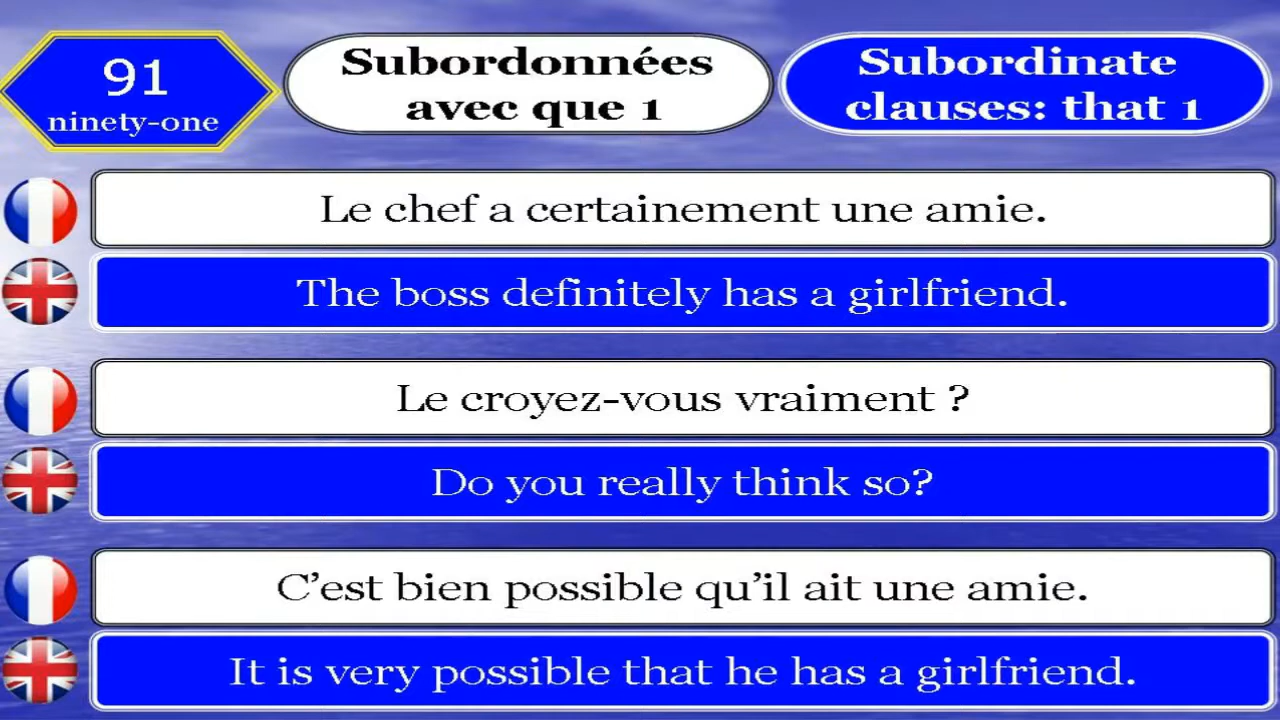 91
ninety-one
Subordonnées
avec que 1
Subordinate
clauses: that 1
Le chef a certainement une amie.
The boss definitely has a girlfriend.
Le croyez-vous vraiment ?
Do you really think so?
C’est bien possible qu’il ait une amie.
It is very possible that he has a girlfriend.